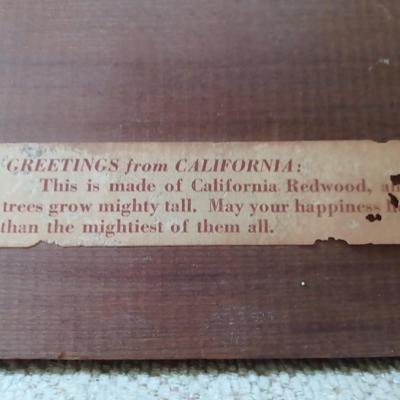 GREETINGS from CALIFORNIA:
This is made of California Redwood,
trees grow mighty tall. May your happiness
than the mightiest of them all.